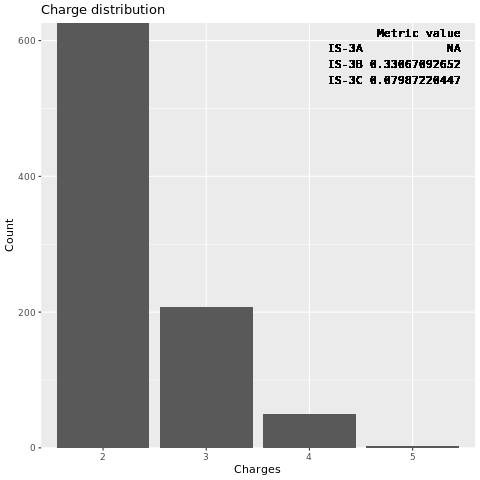 Charge distribution
Metric value
IS-3A NA
IS-3B 0.33067092652
IS-3C 0.07987220447
600
400
200
0
Count
2 3 4 5
Charges